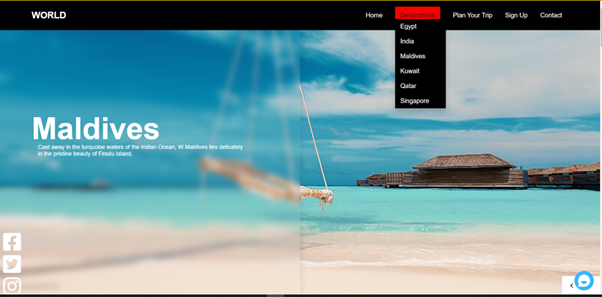 WORLD
Home Destinations Plan Your Trip Sign Up Contact
Egypt
India
Maldives
Kuwait
Qatar
Singapore
Maldives
Cast away in the turquoise waters of the Indian Ocean, W Maldives lies delicately
in the pristine beauty of Fesdu Island.